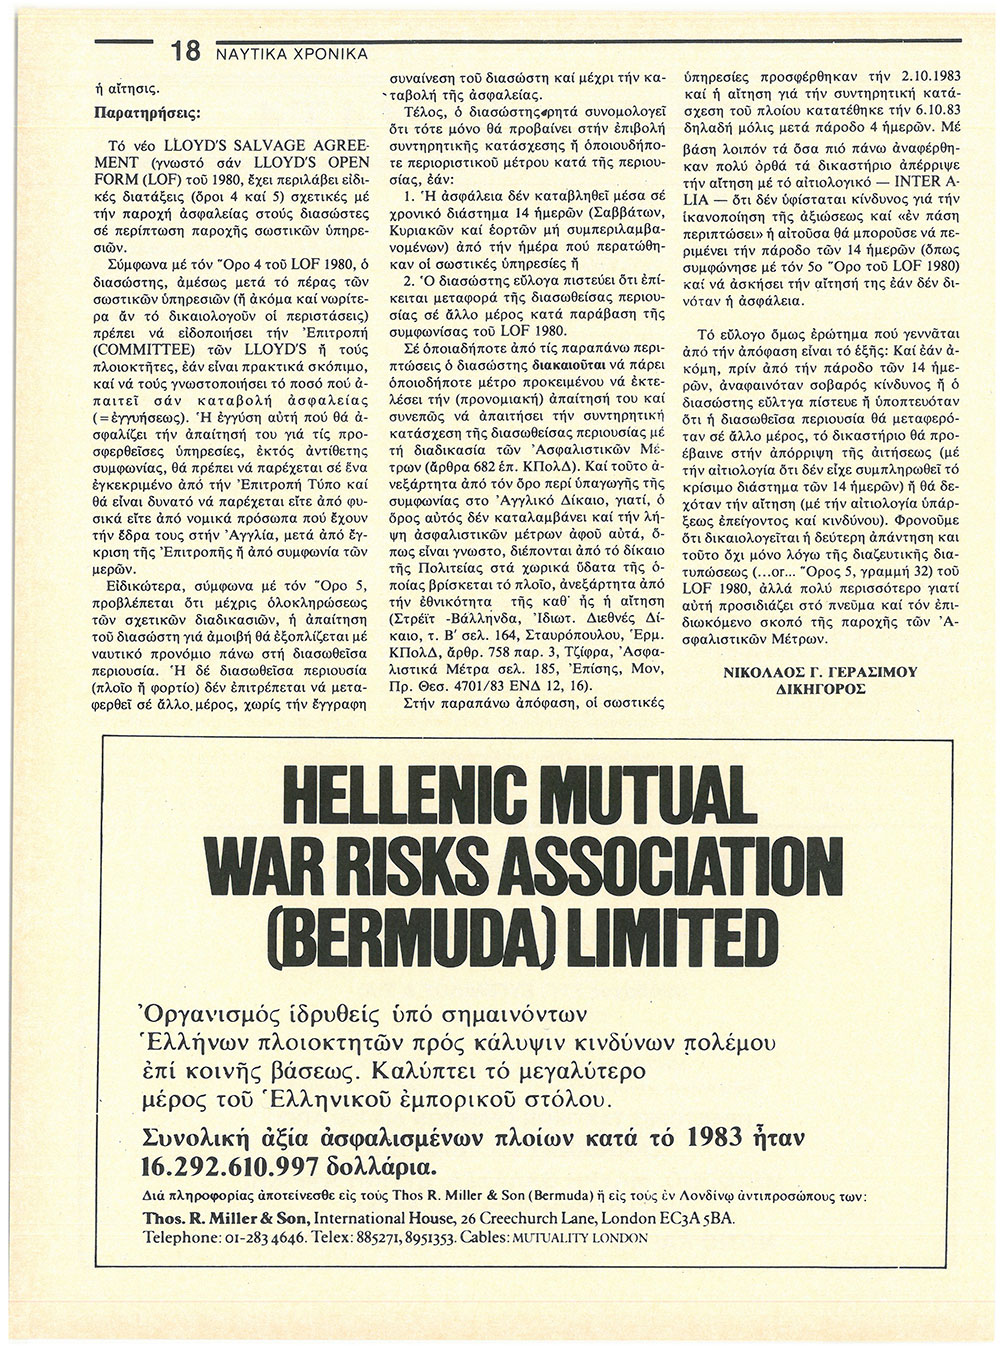 18 ΝΑΥΤΙΚΑ ΧΡΟΝΙΚΑ
ἡ αἴτησις.
Παρατηρήσεις:
Τό νέο LLOYD'S SALVAGE AGREE-
MENT (γνωστό σάν LLOYD'S OPEN
FORM (LOF) τοῦ 1980, ἔχει περιλάβει εἰδι-
κές διατάξεις (ὅροι 4 καί 5) σχετικές μέ
τήν παροχή ἀσφαλείας στούς διασώστες
σέ περίπτωση παροχῆς σωστικῶν ὑπηρε-
σιῶν.
Σύμφωνα μέ τόν Ὅρο 4 τοῦ LOF 1980, ὁ
διασώστης, ἀμέσως μετά τό πέρας τῶν
σωστικῶν ὑπηρεσιῶν (ἤ ἀκόμα καί νωρίτε-
ρα ἄν τό δικαιολογοῦν οἱ περιστάσεις)
πρέπει νά εἰδοποιήσει τήν Ἐπιτροπή
(COMMITTEE) τῶν LLOYD'S ἤ τούς
πλοιοκτῆτες, ἐάν εἶναι πρακτικά σκόπιμο,
καί νά τούς γνωστοποιήσει τό ποσό πού ἀ-
παιτεῖ σάν καταβολή ἀσφαλείας
(=ἐγγυήσεως). Ἡ ἐγγύση αὐτή πού θά ἀ-
σφαλίζει τήν ἀπαίτησή του γιά τίς προ-
σφερθεῖσες ὑπηρεσίες, ἐκτός ἀντίθετης
συμφωνίας, θά πρέπει νά παρέχεται σέ ἕνα
ἐγκεκριμένο ἀπό τήν Ἐπιτροπή Τύπο καί
θά εἶναι δυνατό νά παρέχεται εἴτε ἀπό φυ-
σικά εἴτε ἀπό νομικά πρόσωπα πού ἔχουν
τήν ἕδρα τους στήν Ἀγγλία, μετά ἀπό ἔγ-
κριση τῆς Ἐπιτροπῆς ἤ ἀπό συμφωνία τῶν
μερῶν.
Εἰδικώτερα, σύμφωνα μέ τόν Ὅρο 5,
προβλέπεται ὅτι μέχρις ὁλοκληρώσεως
τῶν σχετικῶν διαδικασιῶν, ἡ ἀπαίτηση
τοῦ διασώστη γιά ἀμοιβή θά ἐξοπλίζεται μέ
ναυτικό προνόμιο πάνω στή διασωθεῖσα
περιουσία. Ἡ δέ διασωθεῖσα περιουσία
(πλοῖο ἤ φορτίο) δέν ἐπιτρέπεται νά μετα-
φερθεῖ σέ ἄλλο μέρος, χωρίς τήν ἔγγραφη
συναίνεση τοῦ διασώστη καί μέχρι τήν κα-
ταβολή τῆς ἀσφαλείας.
Τέλος, ὁ διασώστης ρητά συνομολογεῖ
ὅτι τότε μόνο θά προβαίνει στήν ἐπιβολή
συντηρητικῆς κατάσχεσης ἤ ὁποιουδήπο-
τε περιοριστικοῦ μέτρου κατά τῆς περιου-
σίας, ἐάν:
1. Ἡ ἀσφάλεια δέν καταβληθεῖ μέσα σέ
χρονικό διάστημα 14 ἡμερῶν (Σαββάτων,
Κυριακῶν καί ἑορτῶν μή συμπεριλαμβα-
νομένων) ἀπό τήν ἡμέρα πού περατώθη-
καν οἱ σωστικές ὑπηρεσίες ἤ
2. Ὁ διασώστης εὔλογα πιστεύει ὅτι ἐπί-
κειται μεταφορά τῆς διασωθείσας περιου-
σίας σέ ἄλλο μέρος κατά παράβαση τῆς
συμφωνίσας τοῦ LOF 1980.
Σέ ὁποιαδήποτε ἀπό τίς παραπάνω περι-
πτώσεις ὁ διασώστης διακαιοῦται νά πάρει
ὁποιοδήποτε μέτρο προκειμένου νά ἐκτε-
λέσει τήν (προνομιακή) ἀπαίτησή του καί
συνεπῶς νά ἀπαιτήσει τήν συντηρητική
κατάσχεση τῆς διασωθείσας περιουσίας μέ
τή διαδικασία τῶν Ἀσφαλιστικῶν Μέ-
τρων (ἄρθρα 682 ἐπ. ΚΠολΔ). Καί τοῦτο ἀ-
νεξάρτητα ἀπό τόν ὅρο περί ὑπαγωγῆς τῆς
συμφωνίας στο Ἀγγλικό Δίκαιο, γιατί, ὁ
ὅρος αὐτός δέν καταλαμβάνει καί τήν λή-
ψη ἀσφαλιστικῶν μέτρων ἀφοῦ αὐτά, ὅ-
πως εἶναι γνωστο, διέπονται ἀπό τό δίκαιο
τῆς Πολιτείας στά χωρικά ὕδατα τῆς ὁ-
ποίας βρίσκεται τό πλοῖο, ἀνεξάρτητα ἀπό
τήν ἐθνικότητα τῆς καθ' ἧς ἡ αἴτηση
(Στρέϊτ -Βάλληνδα, Ἰδιωτ. Διεθνές Δί-
καιο, τ. Β' σελ. 164, Σταυρόπουλου, Ἑρμ.
ΚΠολΔ, ἄρθρ. 758 παρ. 3, Τζίφρα, Ἀσφα-
λιστικά Μέτρα σελ. 185, Ἐπίσης, Μον,
Πρ. Θεσ. 4701/83 ΕΝΔ 12, 16).
Στήν παραπάνω ἀπόφαση, οἱ σωστικές
ὑπηρεσίες προσφέρθηκαν τήν 2.10.1983
καί ἡ αἴτηση γιά τήν συντηρητική κατά-
σχεση τοῦ πλοίου κατατέθηκε τήν 6.10.83
δηλαδή μόλις μετά πάροδο 4 ἡμερῶν. Μέ
βάση λοιπόν τά ὅσα πιό πάνω ἀναφέρθη-
καν πολύ ὀρθά τά δικαστήριο ἀπέρριψε
τήν αἴτηση μέ τό αἰτιολογικό — INTER A-
LIA — ὅτι δέν ὑφίσταται κίνδυνος γιά τήν
ἱκανοποίηση τῆς ἀξιώσεως καί «ἐν πάση
περιπτώσει» ἡ αἰτοῦσα θά μποροῦσε νά πε-
ριμένει τήν πάροδο τῶν 14 ἡμερῶν (ὅπως
συμφώνησε μέ τόν 5ο Ὅρο τοῦ LOF 1980)
καί νά ἀσκήσει τήν αἴτησή της ἐάν δέν δι-
νόταν ἡ ἀσφάλεια.
Τό εὔλογο ὅμως ἐρώτημα πού γεννᾶται
ἀπό τήν ἀπόφαση εἶναι τό ἑξῆς: Καί ἐάν ἀ-
κόμη, πρίν ἀπό τήν πάροδο τῶν 14 ἡμε-
ρῶν, ἀναφαινόταν σοβαρός κίνδυνος ἤ ὁ
διασώστης εὔλτγα πίστευε ἤ ὑποπτευόταν
ὅτι ἡ διασωθεῖσα περιουσία θά μεταφερό-
ταν σέ ἄλλο μέρος, τό δικαστήριο θά προ-
έβαινε στήν ἀπόρριψη τῆς αἰτήσεως (μέ
τήν αἰτιολογία ὅτι δέν εἶχε συμπληρωθεῖ τό
κρίσιμο διάστημα τῶν 14 ἡμερῶν) ἤ θά δε-
χόταν τήν αἴτηση (μέ τήν αἰτιολογία ὑπάρ-
ξεως ἐπείγοντος καί κινδύνου). Φρονοῦμε
ὅτι δικαιολογεῖται ἡ δεύτερη ἀπάντηση καί
τοῦτο ὄχι μόνο λόγω τῆς διαζευτικῆς δια-
τυπώσεως (...or... Ὅρος 5, γραμμή 32) τοῦ
LOF 1980, ἀλλά πολύ περισσότερο γιατί
αὐτή προσιδιάζει στό πνεῦμα καί τόν ἐπι-
διωκόμενο σκοπό τῆς παροχῆς τῶν Ἀ-
σφαλιστικῶν Μέτρων.
ΝΙΚΟΛΑΟΣ Γ. ΓΕΡΑΣΙΜΟΥ
ΔΙΚΗΓΟΡΟΣ
HELLENIC MUTUAL
WAR RISKS ASSOCIATION
(BERMUDA) LIMITED
Ὀργανισμός ἱδρυθείς ὑπό σημαινόντων
Ἑλλήνων πλοιοκτητῶν πρός κάλυψιν κινδύνων πολέμου
ἐπί κοινῆς βάσεως. Καλύπτει τό μεγαλύτερο
μέρος τοῦ Ἑλληνικοῦ ἐμπορικοῦ στόλου.
Συνολική ἀξία ἀσφαλισμένων πλοίων κατά τό 1983 ἦταν
16.292.610.997 δολλάρια.
Διά πληροφορίας ἀποτείνεσθε εἰς τούς Thos R. Miller & Son (Bermuda) ἤ εἰς τούς ἐν Λονδίνῳ ἀντιπροσώπους των:
Thos. R. Miller & Son, International House, 26 Creechurch Lane, London EC3A 5BA.
Telephone: 01-283 4646. Telex: 885271, 8951353. Cables: MUTUALITY LONDON